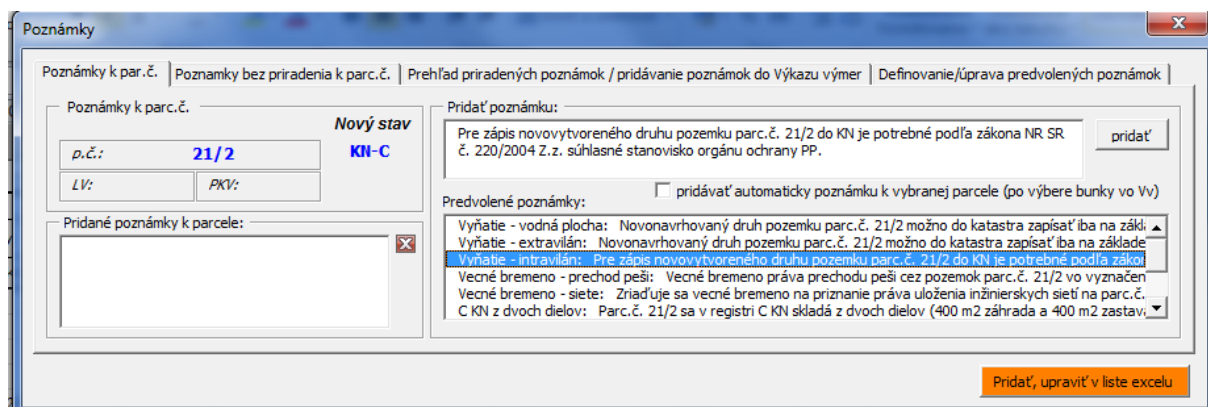 Poznámky
Poznámky k par.č.
Poznamky bez priradenia k parc.č.
Prehľad priradených poznámok / pridávanie poznámok do Výkazu výmer
Definovanie/úprava predvolených poznámok
Poznámky k parc.č.
Nový stav
p.č.:
21/2
KN-C
LV:
PKV:
Pridané poznámky k parcele:
Pridať poznámku:
Pre zápis novovytvoreného druhu pozemku parc.č. 21/2 do KN je potrebné podľa zákona NR SR
č. 220/2004 Z.z. súhlasné stanovisko orgánu ochrany PP.
pridať
pridávať automaticky poznámku k vybranej parcele (po výbere bunky vo Vv)
Predvolené poznámky:
Vyňatie - vodná plocha: Novonavrhovaný druh pozemku parc.č. 21/2 možno do katastra zapísať iba na zákl
Vyňatie - extravilán: Novonavrhovaný druh pozemku parc.č. 21/2 možno do katastra zapísať iba na základe
Vyňatie - intravilán: Pre zápis novovytvoreného druhu pozemku parc.č. 21/2 do KN je potrebné podľa záko
Vecné bremeno - prechod peši: Vecné bremeno práva prechodu peši cez pozemok parc.č. 21/2 vo vyznačen
Vecné bremeno - siete: Zriaďuje sa vecné bremeno na priznanie práva uloženia inžinierskych sietí na parc.č.
C KN z dvoch dielov: Parc.č. 21/2 sa v registri C KN skladá z dvoch dielov (400 m2 záhrada a 400 m2 zastav
Pridať, upraviť v liste excelu